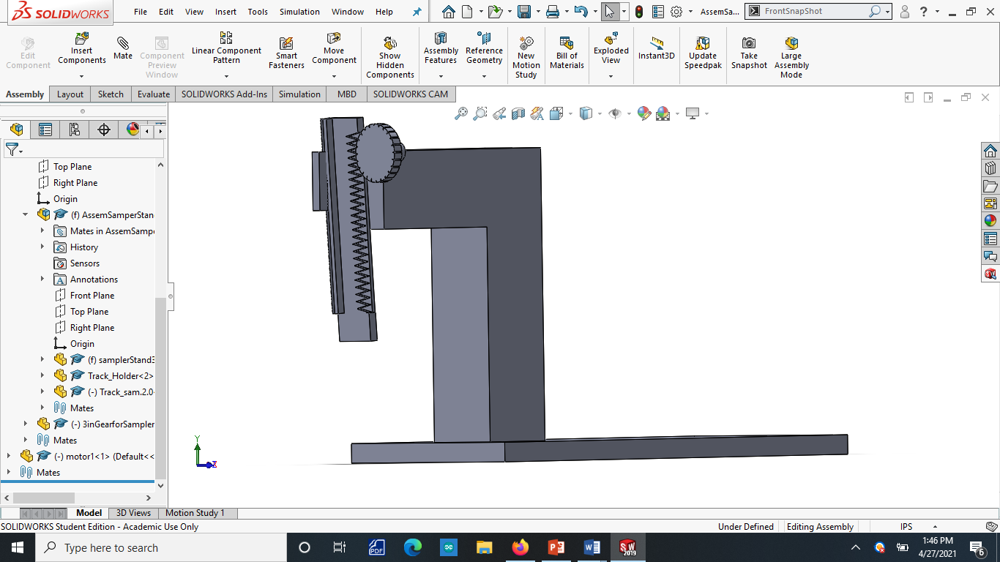 SOLIDWORKS
File Edit View Insert Tools Simulation Window Help
AssemSa...
FrontSnapShot
Edit Component
Insert Components
Mate
Component Preview Window
Linear Component Pattern
Smart Fasteners
Move Component
Show Hidden Components
Assembly Features
Reference Geometry
New Motion Study
Bill of Materials
Exploded View
Instant3D
Update Speedpak
Take Snapshot
Large Assembly Mode
Assembly Layout Sketch Evaluate SOLIDWORKS Add-Ins Simulation MBD SOLIDWORKS CAM
Top Plane
Right Plane
Origin
(f) AssemSamperStan
Mates in AssemSampe
History
Sensors
A Annotations
Front Plane
Top Plane
Right Plane
Origin
(f) samplerStand3
Track_Holder<2>
(-) Track_sam.2.0
Mates
(-) 3inGearforSampler
Mates
(-) motor1<1> (Default<<
Mates
Y
Z
Model 3D Views Motion Study 1
SOLIDWORKS Student Edition - Academic Use Only
Under Defined Editing Assembly IPS
Type here to search
PDF
P
W
SW 2019
1:46 PM
4/27/2021
6